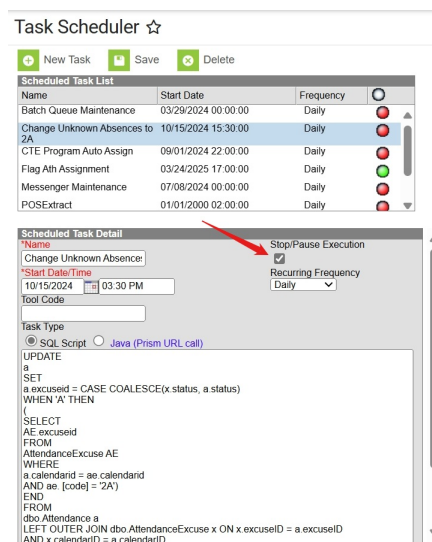 Task Scheduler ☆
New Task Save Delete
Scheduled Task List
Name Start Date Frequency
Batch Queue Maintenance 03/29/2024 00:00:00 Daily
Change Unknown Absences to 10/15/2024 15:30:00 Daily
2A
CTE Program Auto Assign 09/01/2024 22:00:00 Daily
Flag Ath Assignment 03/24/2025 17:00:00 Daily
Messenger Maintenance 07/08/2024 00:00:00 Daily
POSExtract 01/01/2000 02:00:00 Daily
Scheduled Task Detail
*Name Stop/Pause Execution
Change Unknown Absences
*Start Date/Time Recurring Frequency
10/15/2024 03:30 PM Daily
Tool Code
Task Type
SQL Script Java (Prism URL call)
UPDATE
a
SET
a.excuseid = CASE COALESCE(x.status, a.status)
WHEN 'A' THEN
(
SELECT
AE.excuseid
FROM
AttendanceExcuse AE
WHERE
a.calendarid = ae.calendarid
AND ae. [code] = '2A')
END
FROM
dbo.Attendance a
LEFT OUTER JOIN dbo.AttendanceExcuse x ON x.excuseID = a.excuseID
AND x.calendarID = a.calendarID